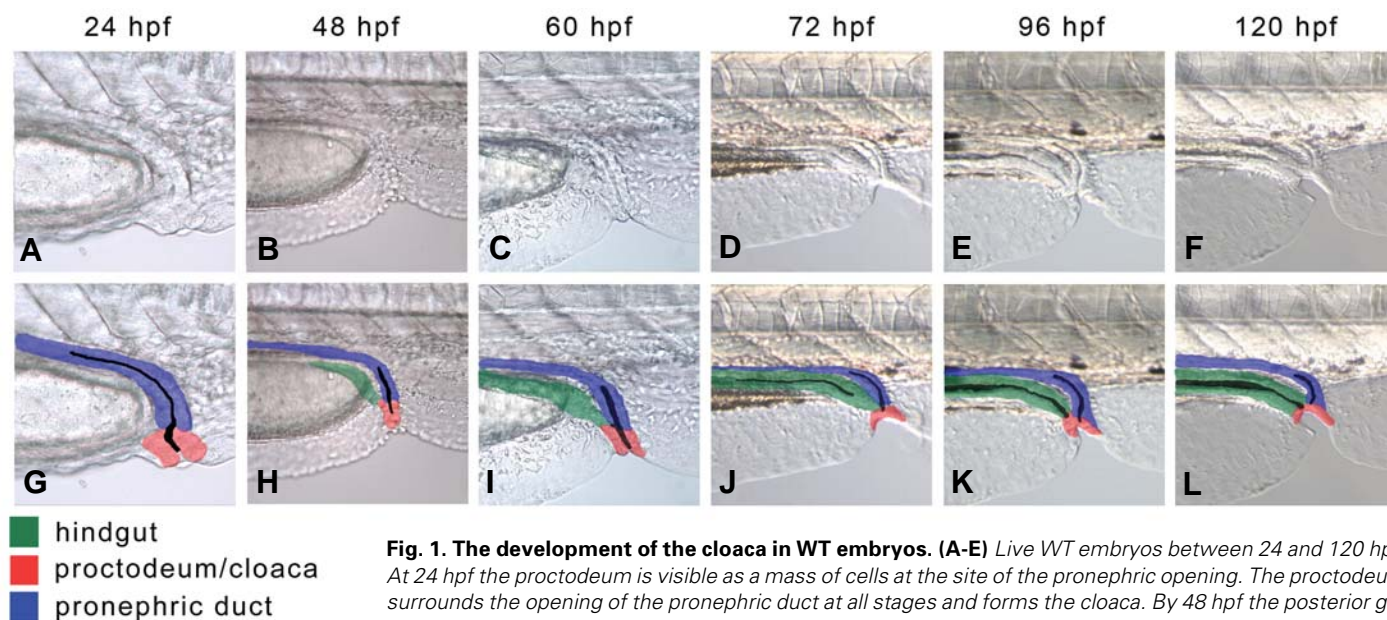 24 hpf 48 hpf 60 hpf 72 hpf 96 hpf 120 hpf
A B C D E F
G H I J K L
hindgut
proctodeum/cloaca
pronephric duct
Fig. 1. The development of the cloaca in WT embryos. (A-E) Live WT embryos between 24 and 120 hp
At 24 hpf the proctodeum is visible as a mass of cells at the site of the pronephric opening. The proctodeu
surrounds the opening of the pronephric duct at all stages and forms the cloaca. By 48 hpf the posterior g